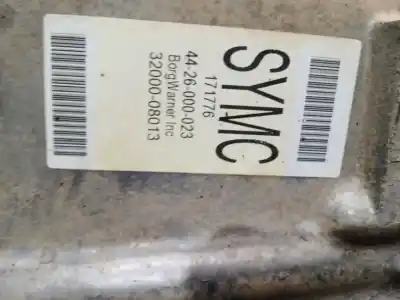 SYMC
171776
44-26-000-023
BorgWarner Inc
32000-08013